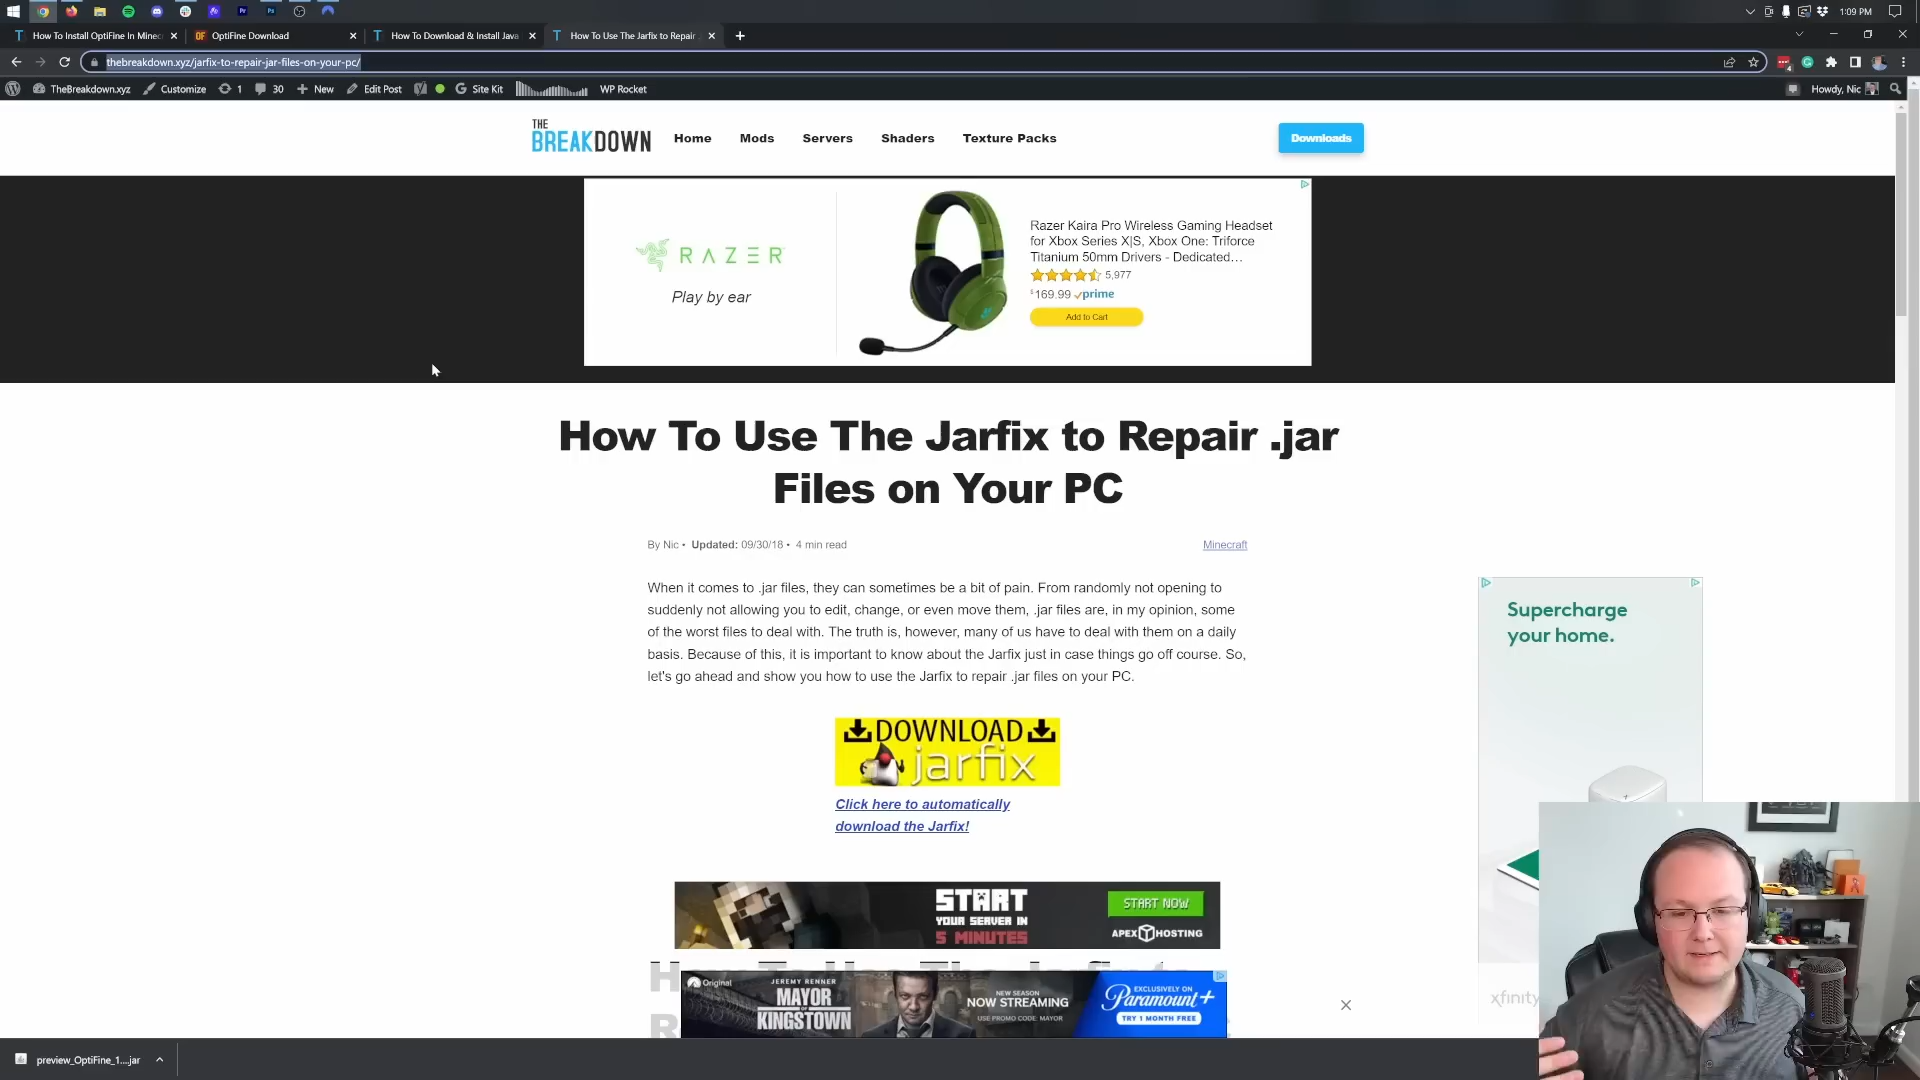 1:09 PM
How To Install OptiFine In Minec
OptiFine Download
How To Download & Install Java
How To Use The Jarfix to Repair
thebreakdown.xyz/jarfix-to-repair-jar-files-on-your-pc/
TheBreakdown.xyz
Customize
1
30
New
Edit Post
Site Kit
WP Rocket
Howdy, Nic
THE
BREAKDOWN
Home
Mods
Servers
Shaders
Texture Packs
Downloads
RAZER
Play by ear
Razer Kaira Pro Wireless Gaming Headset
for Xbox Series X|S, Xbox One: Triforce
Titanium 50mm Drivers - Dedicated...
5,977
$169.99 prime
Add to Cart
How To Use The Jarfix to Repair .jar
Files on Your PC
By Nic • Updated: 09/30/18 • 4 min read
Minecraft
When it comes to .jar files, they can sometimes be a bit of pain. From randomly not opening to
suddenly not allowing you to edit, change, or even move them, .jar files are, in my opinion, some
of the worst files to deal with. The truth is, however, many of us have to deal with them on a daily
basis. Because of this, it is important to know about the Jarfix just in case things go off course. So,
let's go ahead and show you how to use the Jarfix to repair .jar files on your PC.
DOWNLOAD
jarfix
Click here to automatically
download the Jarfix!
Supercharge
your home.
xfinity
START
YOUR SERVER IN
5 MINUTES
START NOW
APEX HOSTING
Original
JEREMY RENNER
MAYOR
OF
KINGSTOWN
NEW SEASON
NOW STREAMING
USE PROMO CODE: MAYOR
EXCLUSIVELY ON
Paramount+
TRY 1 MONTH FREE
preview_OptiFine_1....jar